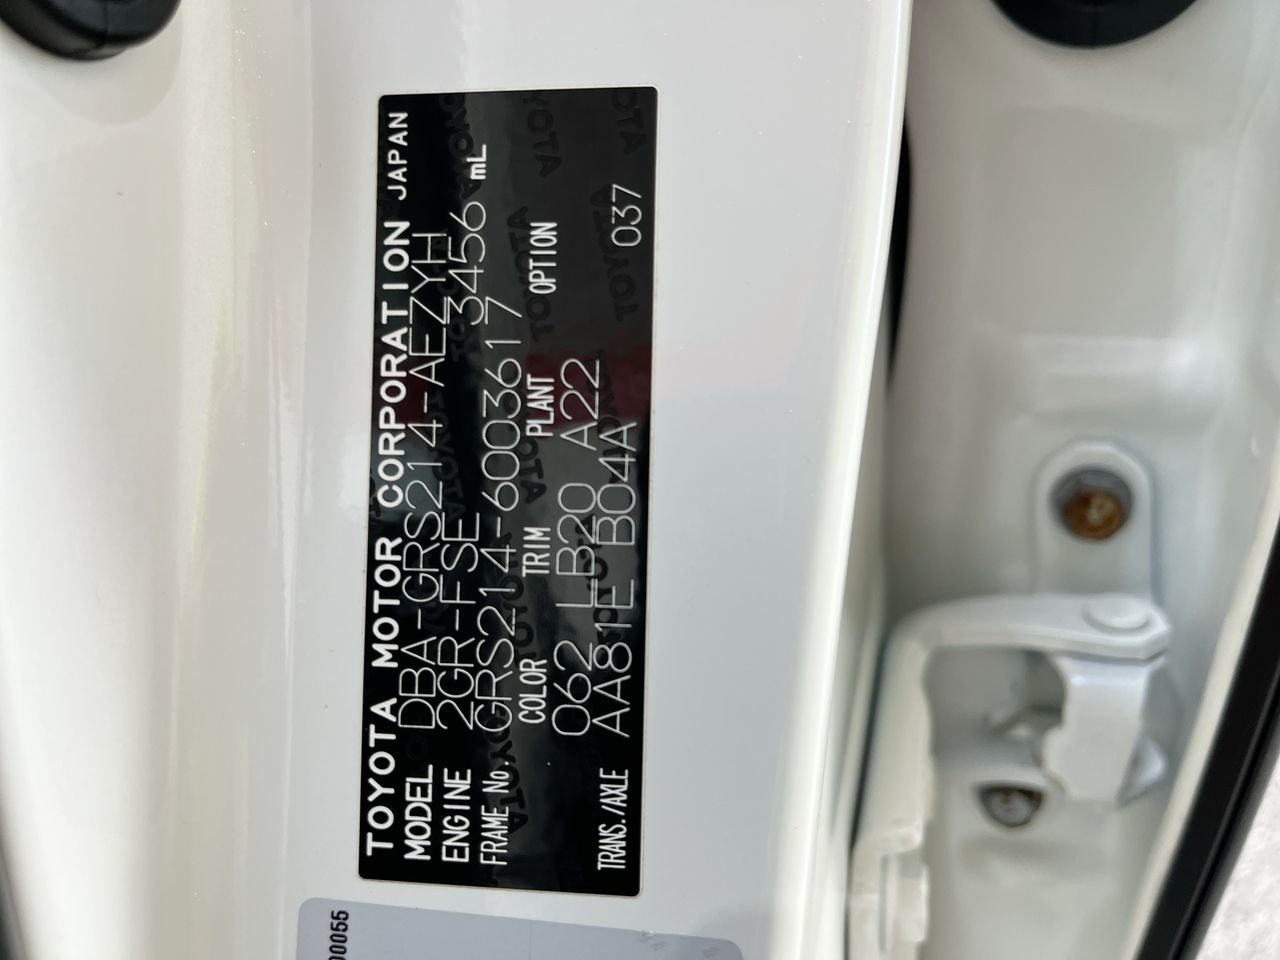 TOYOTA MOTOR CORPORATION JAPAN
MODEL DBA-GRS214-AEZYH
ENGINE 2GR-FSE 3456 mL
FRAME No. GRS214-6003617
COLOR TRIM PLANT OPTION
062 LB20 A22
TRANS./AXLE AA81E B04A 037
00055